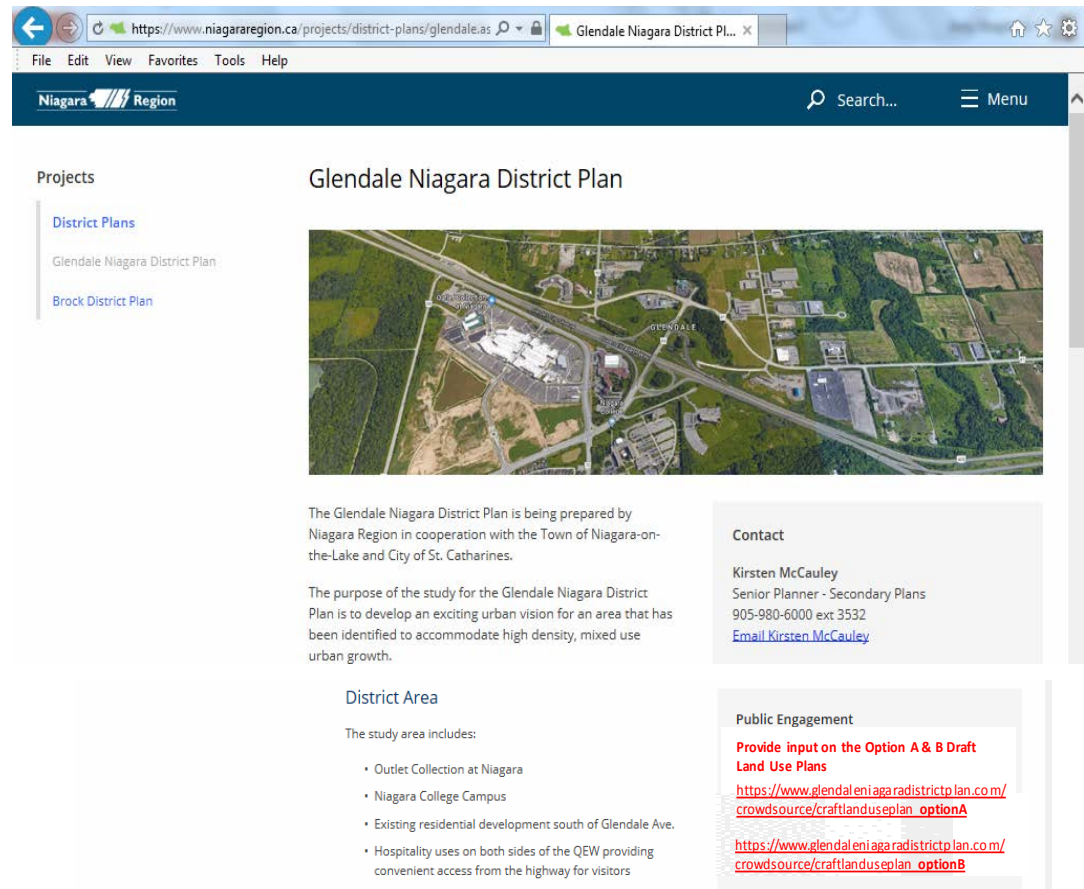 https://www.niagararegion.ca/projects/district-plans/glendale.as
Glendale Niagara District Pl... ×
File Edit View Favorites Tools Help
Niagara Region
Search...
Menu
Projects
District Plans
Glendale Niagara District Plan
Brock District Plan
Glendale Niagara District Plan
Outlet Collection
at Niagara
GLENDALE
Niagara
College
The Glendale Niagara District Plan is being prepared by
Niagara Region in cooperation with the Town of Niagara-on-
the-Lake and City of St. Catharines.
The purpose of the study for the Glendale Niagara District
Plan is to develop an exciting urban vision for an area that has
been identified to accommodate high density, mixed use
urban growth.
Contact
Kirsten McCauley
Senior Planner - Secondary Plans
905-980-6000 ext 3532
Email Kirsten McCauley
District Area
The study area includes:
• Outlet Collection at Niagara
• Niagara College Campus
• Existing residential development south of Glendale Ave.
• Hospitality uses on both sides of the QEW providing
convenient access from the highway for visitors
Public Engagement
Provide input on the Option A & B Draft
Land Use Plans
https://www.glendaleniagaradistrictplan.com/
crowdsource/craftlanduseplan_optionA
https://www.glendaleniagaradistrictplan.com/
crowdsource/craftlanduseplan_optionB